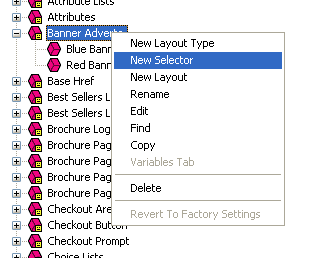 Attribute Lists
Attributes
Banner Adverts
Blue Bann
Red Bann
Base Href
Best Sellers
Best Sellers L
Brochure Log
Brochure Pag
Brochure Pag
Brochure Pag
Brochure Pag
Checkout Are
Checkout Button
Checkout Prompt
Choice Lists
New Layout Type
New Selector
New Layout
Rename
Edit
Find
Copy
Variables Tab
Delete
Revert To Factory Settings